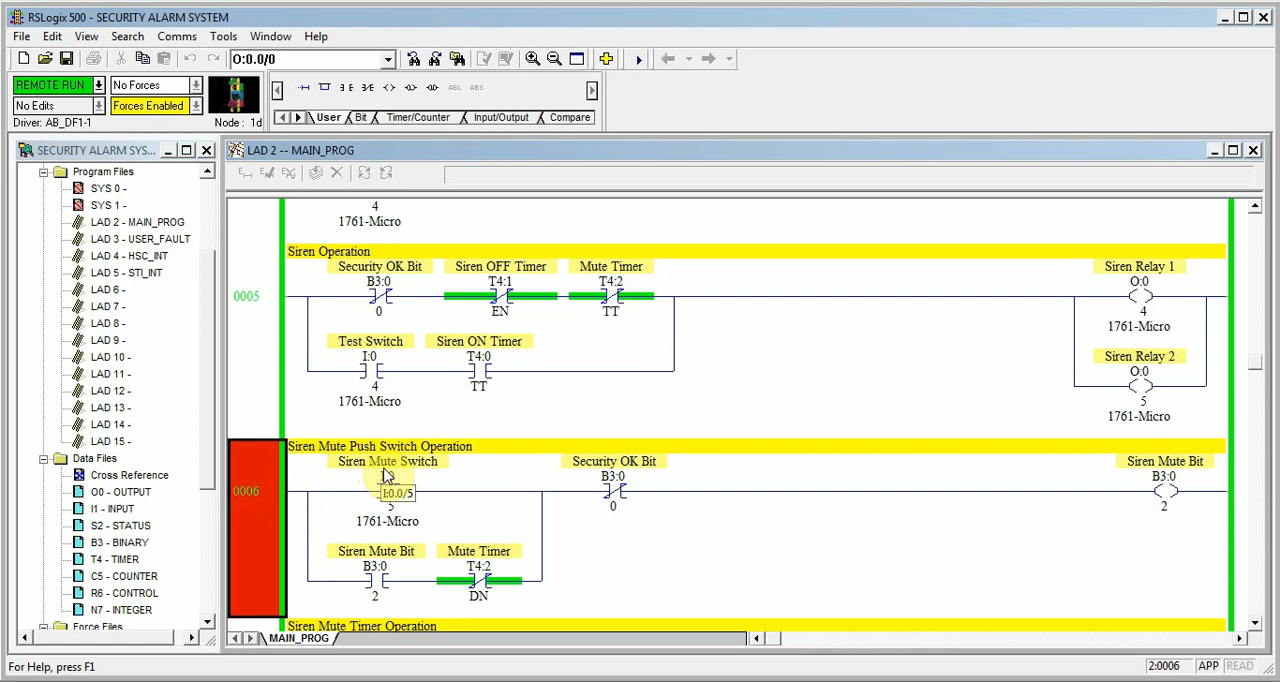 RSLogix 500 - SECURITY ALARM SYSTEM
File Edit View Search Comms Tools Window Help
O:0.0/0
REMOTE RUN No Forces
No Edits Forces Enabled
Driver: AB_DF1-1 Node : 1d
ABL ABS
User Bit Timer/Counter Input/Output Compare
SECURITY ALARM SYS...
Program Files
SYS 0 -
SYS 1 -
LAD 2 - MAIN_PROG
LAD 3 - USER_FAULT
LAD 4 - HSC_INT
LAD 5 - STI_INT
LAD 6 -
LAD 7 -
LAD 8 -
LAD 9 -
LAD 10 -
LAD 11 -
LAD 12 -
LAD 13 -
LAD 14 -
LAD 15 -
Data Files
Cross Reference
O0 - OUTPUT
I1 - INPUT
S2 - STATUS
B3 - BINARY
T4 - TIMER
C5 - COUNTER
R6 - CONTROL
N7 - INTEGER
Force Files
LAD 2 -- MAIN_PROG
4
1761-Micro
Siren Operation
Security OK Bit Siren OFF Timer Mute Timer Siren Relay 1
B3:0 T4:1 T4:2 O:0
0005
0 EN TT 4
1761-Micro
Test Switch Siren ON Timer Siren Relay 2
I:0 T4:0 O:0
4 TT 5
1761-Micro 1761-Micro
Siren Mute Push Switch Operation
Siren Mute Switch Security OK Bit Siren Mute Bit
B3:0 B3:0
0006 I:0.0/5
5 0 2
1761-Micro
Siren Mute Bit Mute Timer
B3:0 T4:2
2 DN
Siren Mute Timer Operation
MAIN_PROG
For Help, press F1 2:0006 APP READ